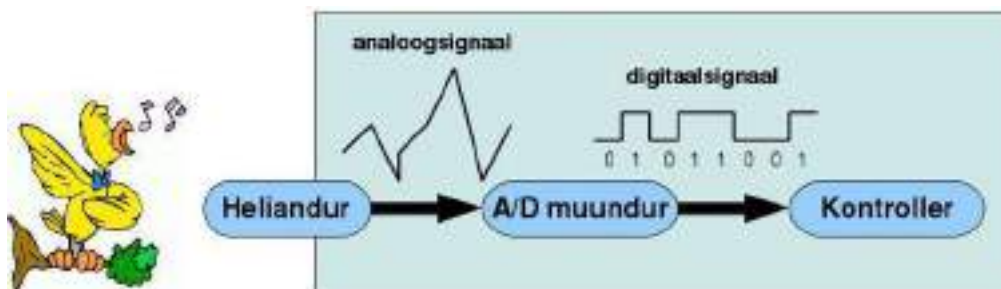 analoogsignaal
digitaalsignaal
0 1 0 1 1 0 0 1
Heliandur
A/D muundur
Kontroller